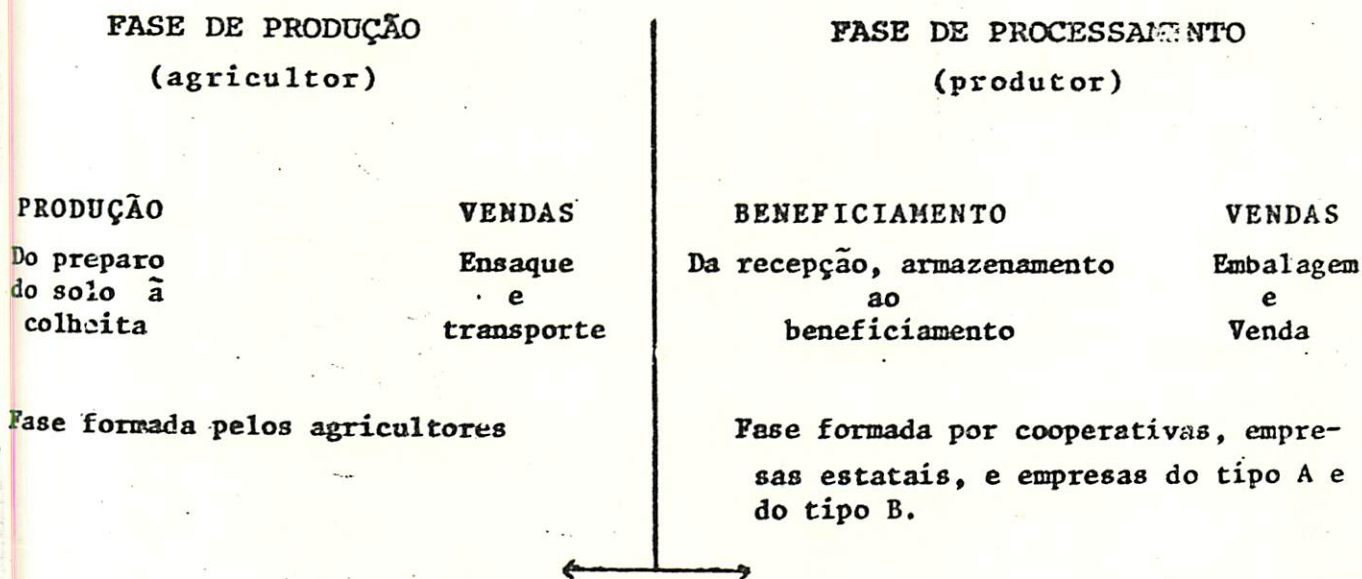 FASE DE PRODUÇÃO
(agricultor)
PRODUÇÃO
Do preparo
do solo ã
colheita
VENDAS
Ensaque
e
transporte
Fase formada pelos agricultores
FASE DE PROCESSAMENTO
(produtor)
BENEFICIAMENTO
Da recepção, armazenamento
ao
beneficiamento
VENDAS
Embalagem
e
Venda
Fase formada por cooperativas, empre-
sas estatais, e empresas do tipo A e
do tipo B.